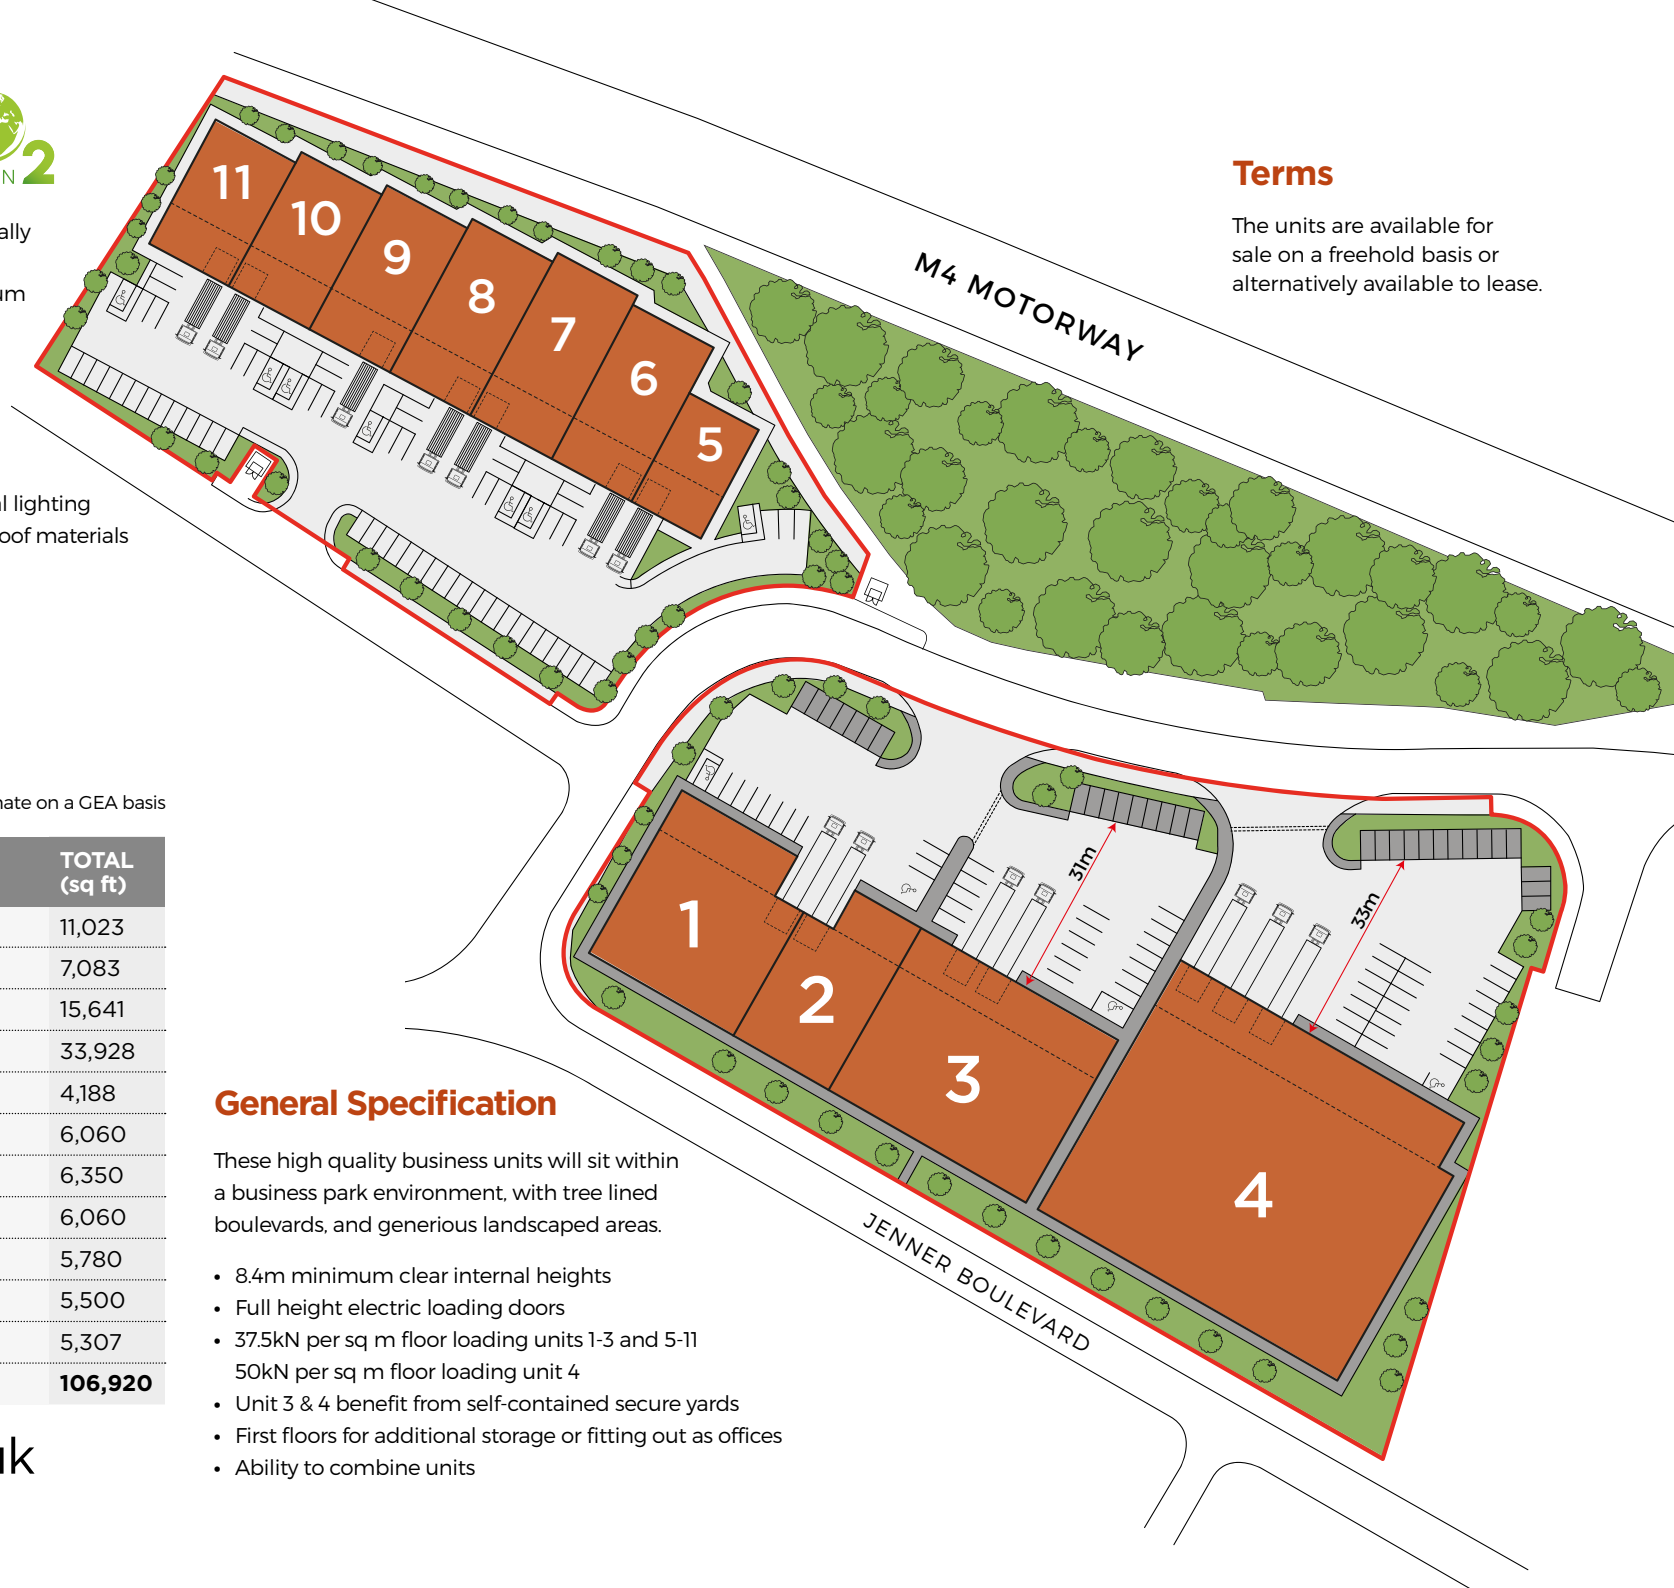 N 2
ally
um
al lighting
oof materials
nate on a GEA basis
TOTAL
(sq ft)
11,023
7,083
15,641
33,928
4,188
6,060
6,350
6,060
5,780
5,500
5,307
106,920
uk
11
10
9
8
7
6
5
M4 MOTORWAY
Terms
The units are available for
sale on a freehold basis or
alternatively available to lease.
31m
33m
1
2
3
4
JENNER BOULEVARD
General Specification
These high quality business units will sit within
a business park environment, with tree lined
boulevards, and generious landscaped areas.
• 8.4m minimum clear internal heights
• Full height electric loading doors
• 37.5kN per sq m floor loading units 1-3 and 5-11
50kN per sq m floor loading unit 4
• Unit 3 & 4 benefit from self-contained secure yards
• First floors for additional storage or fitting out as offices
• Ability to combine units